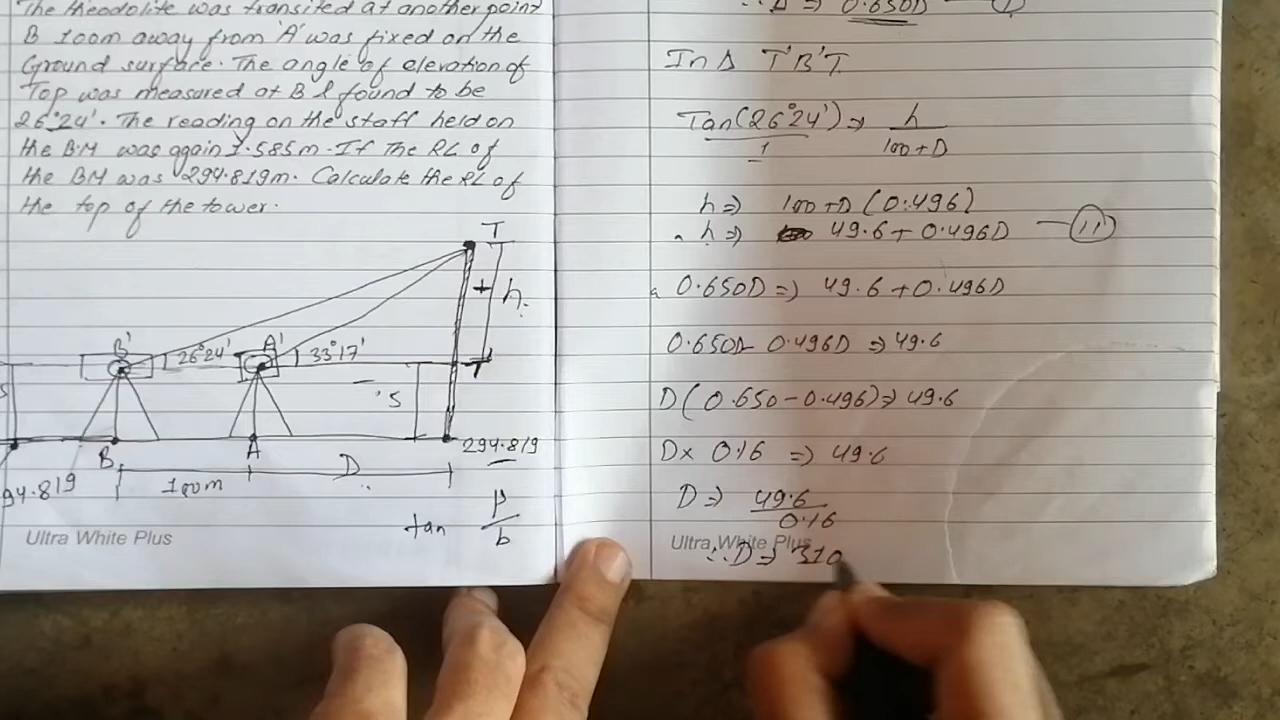 The theodolite was transited at another point
B 100m away from 'A' was fixed on the
Ground surface. The angle of elevation of
Top was measured at B & found to be
26°24'. The reading on the staff held on
the B.M was again 1.585m. If the RL of
the BM was 294.819m. Calculate the RL of
the top of the tower.
T
h.
B'
26°24'
A'
33°17'
S
294.819
B
A
94.819
100m
D
tan p/b
Ultra White Plus
0.650D
In Δ T'B'T
Tan(26°24')/1 ⇒ h/100+D
h ⇒ 100+D (0.496)
h ⇒ 49.6 + 0.496D — (ii)
0.650D ⇒ 49.6 + 0.496D
0.650D - 0.496D ⇒ 49.6
D (0.650-0.496) ⇒ 49.6
D x 0.16 ⇒ 49.6
D ⇒ 49.6/0.16
Ultra White Plus
∴ D ⇒ 310